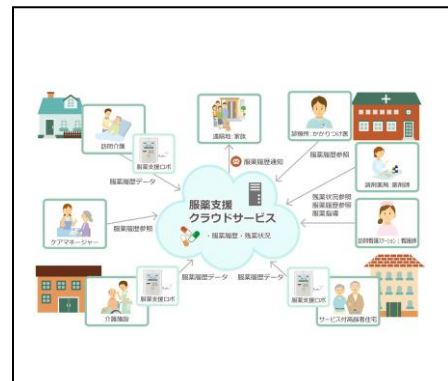 訪問介護
服薬支援ロボ
服薬履歴データ
遠隔地:家族
服薬履歴通知
診療所:かかりつけ医
服薬履歴参照
調剤薬局:薬剤師
残薬状況参照
服薬履歴参照
服薬指導
服薬支援
クラウドサービス
・服薬履歴・残薬状況
ケアマネージャー
服薬履歴参照
訪問看護ステーション:看護師
介護施設
服薬支援ロボ
服薬履歴データ
服薬履歴データ
服薬支援ロボ
サービス付高齢者住宅